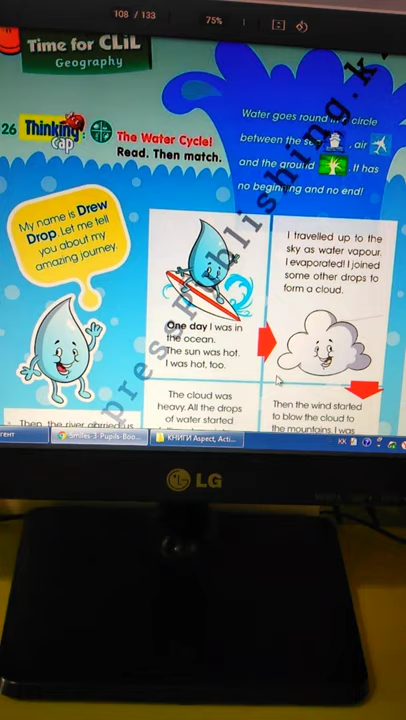 108 / 133
75%
Time for CLIL
Geography
26 Thinking cap
The Water Cycle!
Read. Then match.
Water goes round in a circle
between the sea, air
and the ground. It has
no beginning and no end!
My name is Drew
Drop. Let me tell
you about my
amazing journey.
One day I was in
the ocean.
The sun was hot.
I was hot, too.
I travelled up to the
sky as water vapour.
I evaporated! I joined
some other drops to
form a cloud.
The cloud was
heavy. All the drops
of water started
Then the wind started
to blow the cloud to
the mountains. I was
Then the river carried us
Smiles-3-Pupils-Boo...
КНИГИ Aspect, Acti...
KK
LG
presspublishing.k